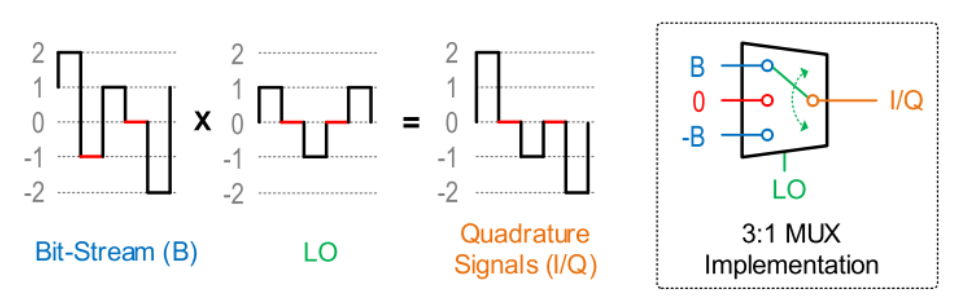 2
1
0
-1
-2
Bit-Stream (B)
X
2
1
0
-1
-2
LO
=
2
1
0
-1
-2
Quadrature
Signals (I/Q)
B
0
-B
I/Q
LO
3:1 MUX
Implementation